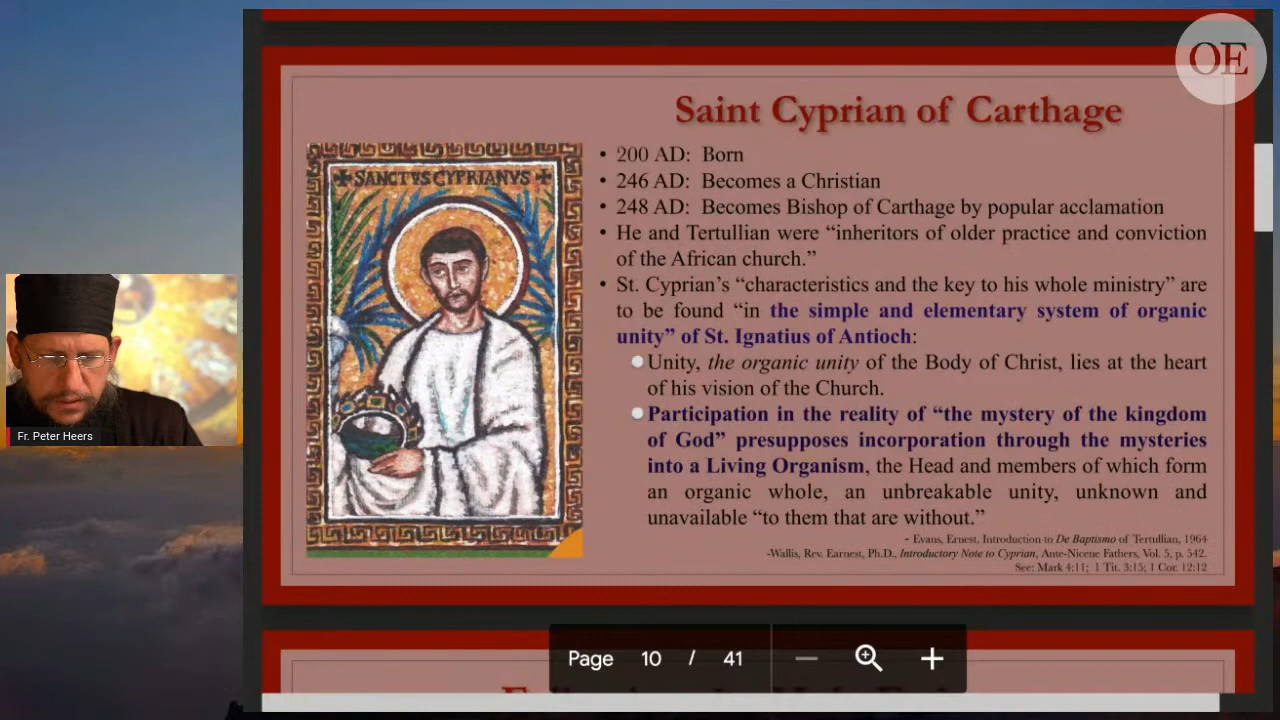 OE
Saint Cyprian of Carthage
✠SANCTVS CYPRIANVS✠
• 200 AD: Born
• 246 AD: Becomes a Christian
• 248 AD: Becomes Bishop of Carthage by popular acclamation
• He and Tertullian were “inheritors of older practice and conviction
of the African church.”
• St. Cyprian’s “characteristics and the key to his whole ministry” are
to be found “in the simple and elementary system of organic
unity” of St. Ignatius of Antioch:
Unity, the organic unity of the Body of Christ, lies at the heart
of his vision of the Church.
Participation in the reality of “the mystery of the kingdom
of God” presupposes incorporation through the mysteries
into a Living Organism, the Head and members of which form
an organic whole, an unbreakable unity, unknown and
unavailable “to them that are without.”
- Evans, Ernest, Introduction to De Baptismo of Tertullian, 1964
-Wallis, Rev. Earnest, Ph.D., Introductory Note to Cyprian, Ante-Nicene Fathers, Vol. 5, p. 542.
See: Mark 4:11; 1 Tit. 3:15; 1 Cor. 12:12
Fr. Peter Heers
Page 10 / 41